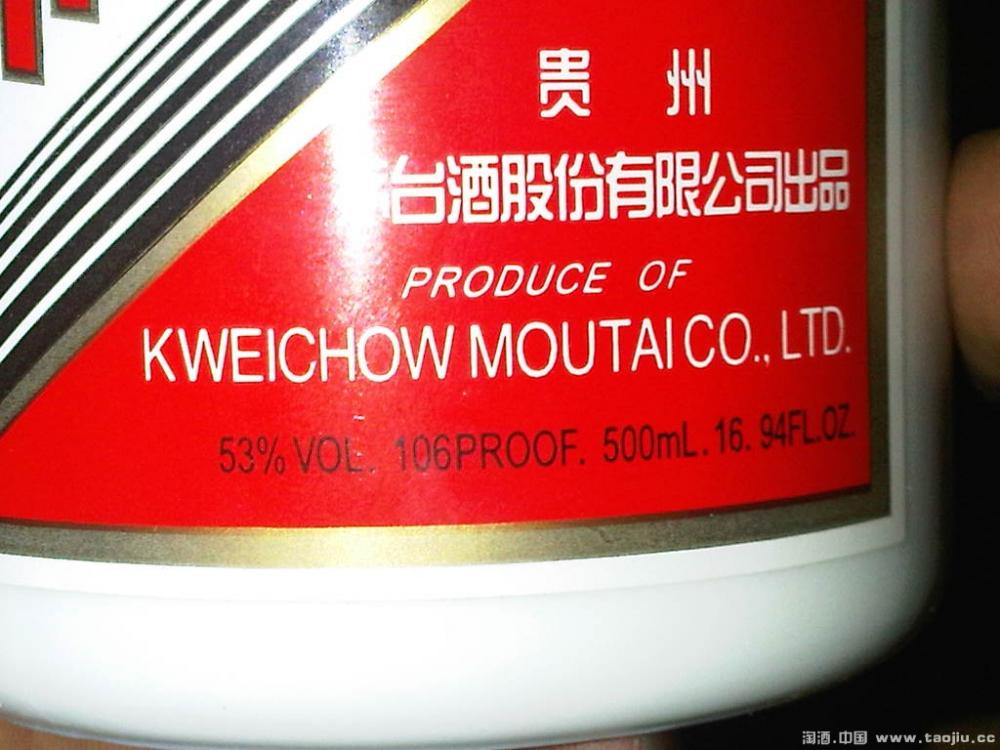 贵 州
台酒股份有限公司出品
PRODUCE OF
KWEICHOW MOUTAI CO., LTD.
53% VOL. 106PROOF. 500mL. 16. 94FL.OZ.
淘酒.中国 www.taojiu.cc